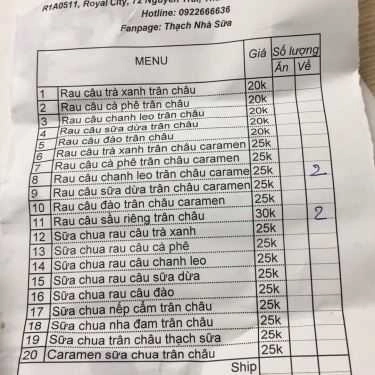 R1A0511, Royal City, 72 Nguyễn Trãi,
Hotline: 0922666636
Fanpage: Thạch Nhà Sữa
MENU Giá Số lượng
Ăn Về
1 Rau câu trà xanh trân châu 20k
2 Rau câu cà phê trân châu 20k
3 Rau câu chanh leo trân châu 20k
4 Rau câu sữa dừa trân châu 20k
5 Rau câu đào trân châu 20k
6 Rau câu trà xanh trân châu caramen 25k
7 Rau câu cà phê trân châu caramen 25k
8 Rau câu chanh leo trân châu caramen 25k 2
9 Rau câu sữa dừa trân châu caramen 25k
10 Rau câu đào trân châu caramen 25k
11 Rau câu sầu riêng trân châu 30k 2
12 Sữa chua rau câu trà xanh 25k
13 Sữa chua rau câu cà phê 25k
14 Sữa chua rau câu chanh leo 25k
15 Sữa chua rau câu sữa dừa 25k
16 Sữa chua rau câu đào 25k
17 Sữa chua nếp cẩm trân châu 25k
18 Sữa chua nha đam trân châu 25k
19 Sữa chua trân châu thạch sữa 25k
20 Caramen sữa chua trân châu 25k
Ship